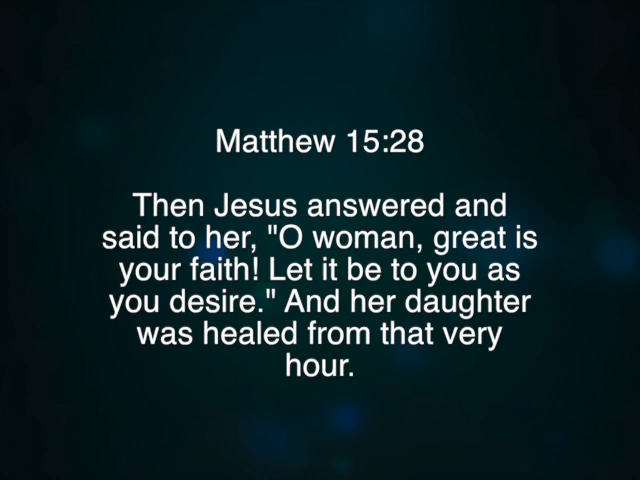 Matthew 15:28
Then Jesus answered and
said to her, "O woman, great is
your faith! Let it be to you as
you desire." And her daughter
was healed from that very
hour.